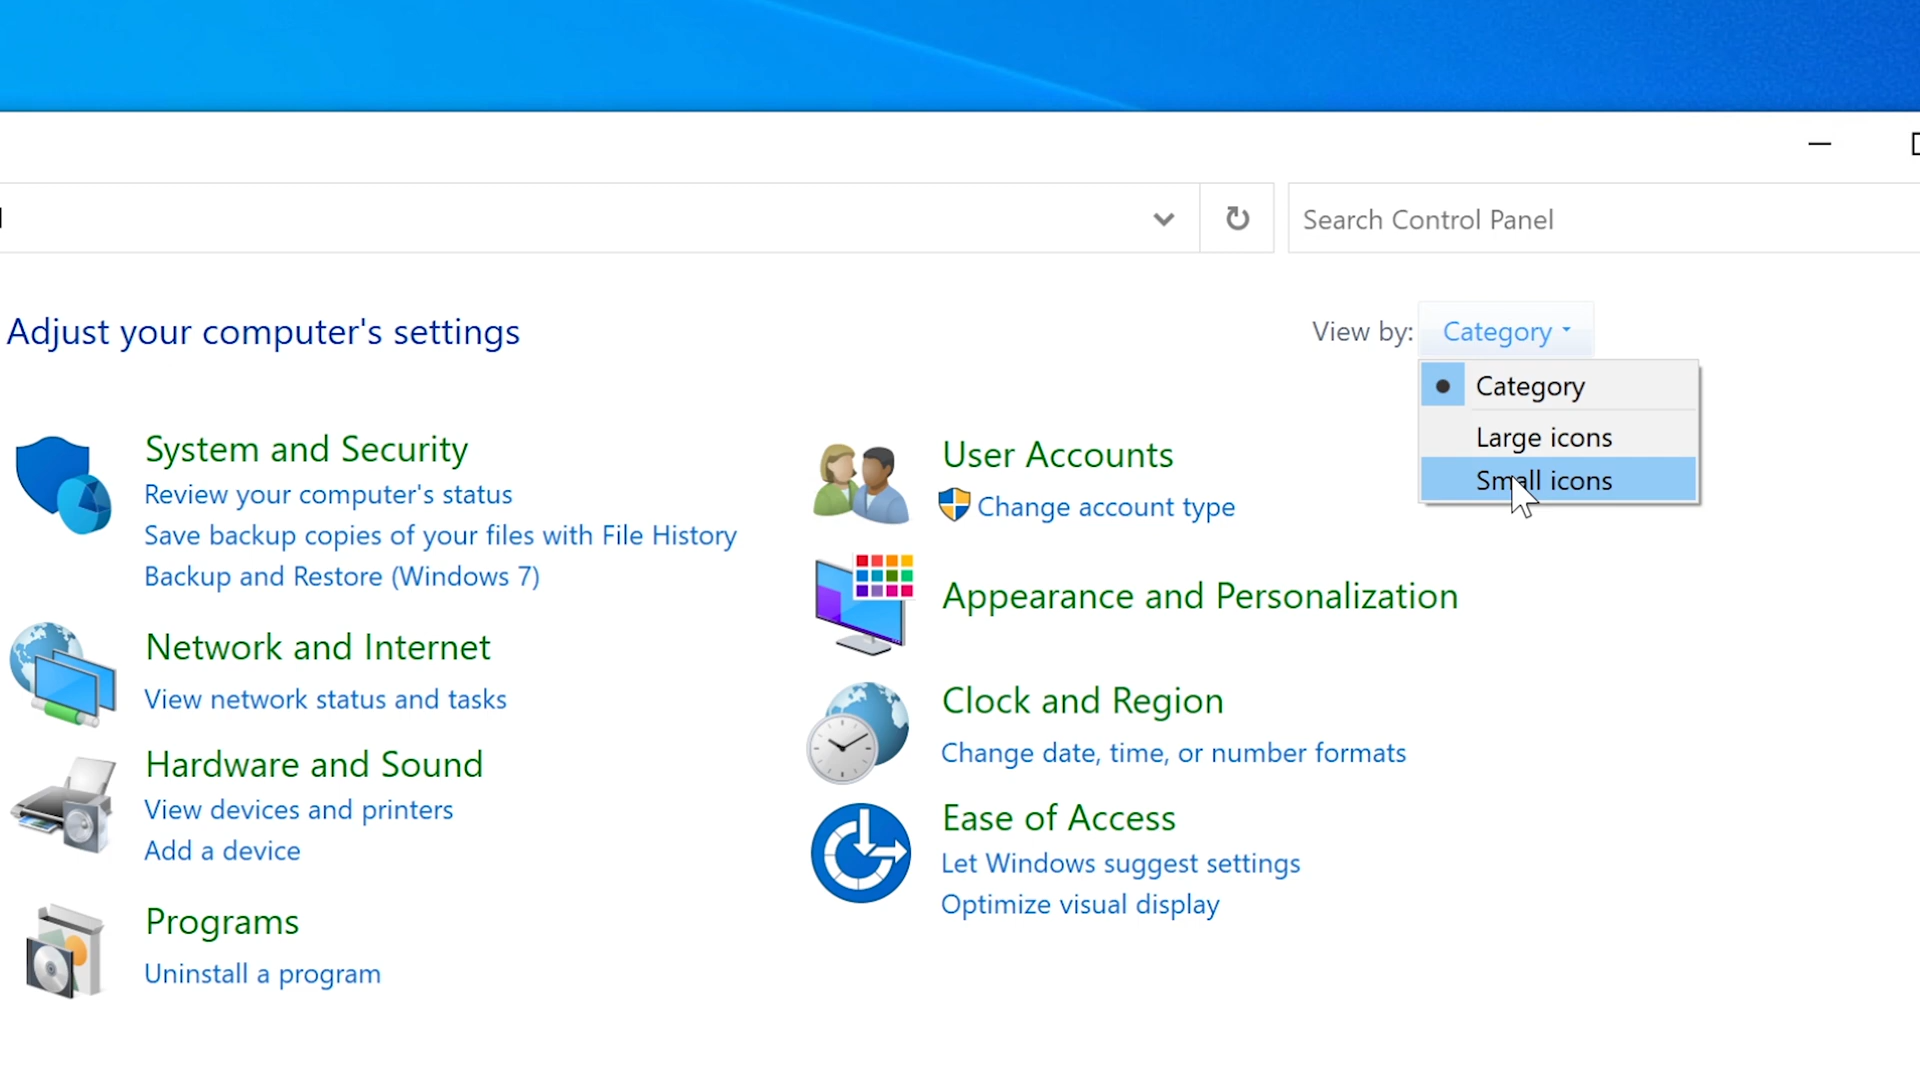 Search Control Panel
Adjust your computer's settings
View by: Category
Category
Large icons
Small icons
System and Security
Review your computer's status
Save backup copies of your files with File History
Backup and Restore (Windows 7)
Network and Internet
View network status and tasks
Hardware and Sound
View devices and printers
Add a device
Programs
Uninstall a program
User Accounts
Change account type
Appearance and Personalization
Clock and Region
Change date, time, or number formats
Ease of Access
Let Windows suggest settings
Optimize visual display